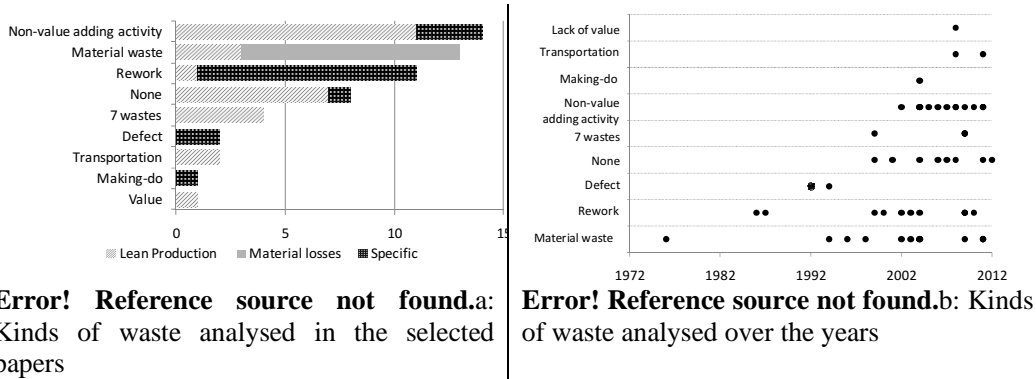 Non-value adding activity
Material waste
Rework
None
7 wastes
Defect
Transportation
Making-do
Value
0 5 10 15
Lean Production Material losses Specific
Error! Reference source not found.a:
Kinds of waste analysed in the selected
papers
Lack of value
Transportation
Making-do
Non-value
adding activity
7 wastes
None
Defect
Rework
Material waste
1972 1982 1992 2002 2012
Error! Reference source not found.b: Kinds
of waste analysed over the years